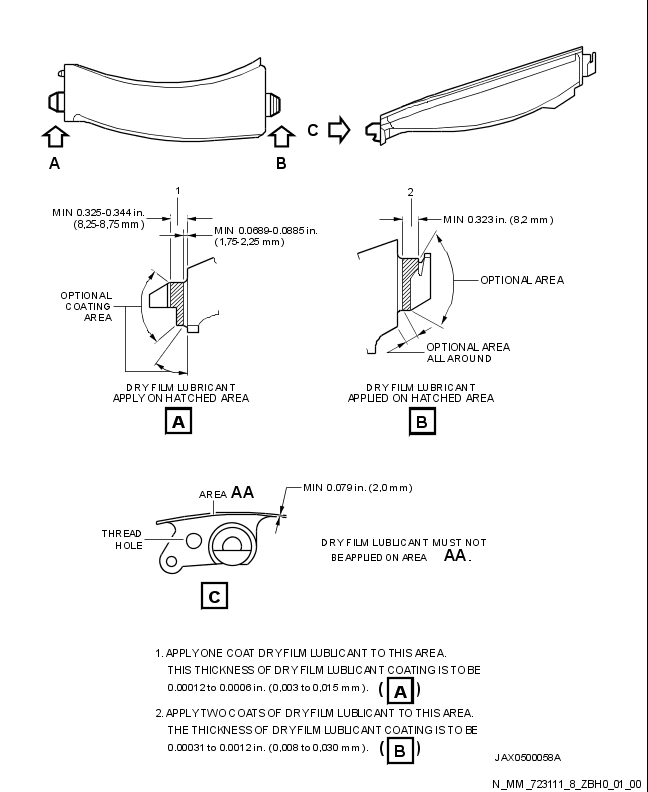 C
A
B
1
MIN 0.325-0.344 in.
(8,25-8,75 mm)
MIN 0.0689-0.0885 in.
(1,75-2,25 mm)
OPTIONAL
COATING
AREA
DRY FILM LUBRICANT
APPLY ON HATCHED AREA
A
2
MIN 0.323 in. (8,2 mm)
OPTIONAL AREA
OPTIONAL AREA
ALL AROUND
DRY FILM LUBRICANT
APPLIED ON HATCHED AREA
B
AREA AA
MIN 0.079 in. (2,0 mm)
THREAD
HOLE
DRY FILM LUBLICANT MUST NOT
BE APPLIED ON AREA AA.
C
1. APPLY ONE COAT DRY FILM LUBLICANT TO THIS AREA.
THIS THICKNESS OF DRY FILM LUBLICANT COATING IS TO BE
0.00012 to 0.0006 in. (0,003 to 0,015 mm). ( A )
2. APPLY TWO COATS OF DRY FILM LUBLICANT TO THIS AREA.
THE THICKNESS OF DRY FILM LUBLICANT COATING IS TO BE
0.00031 to 0.0012 in. (0,008 to 0,030 mm). ( B )
JAX0500058A
N_MM_723111_8_ZBH0_01_00